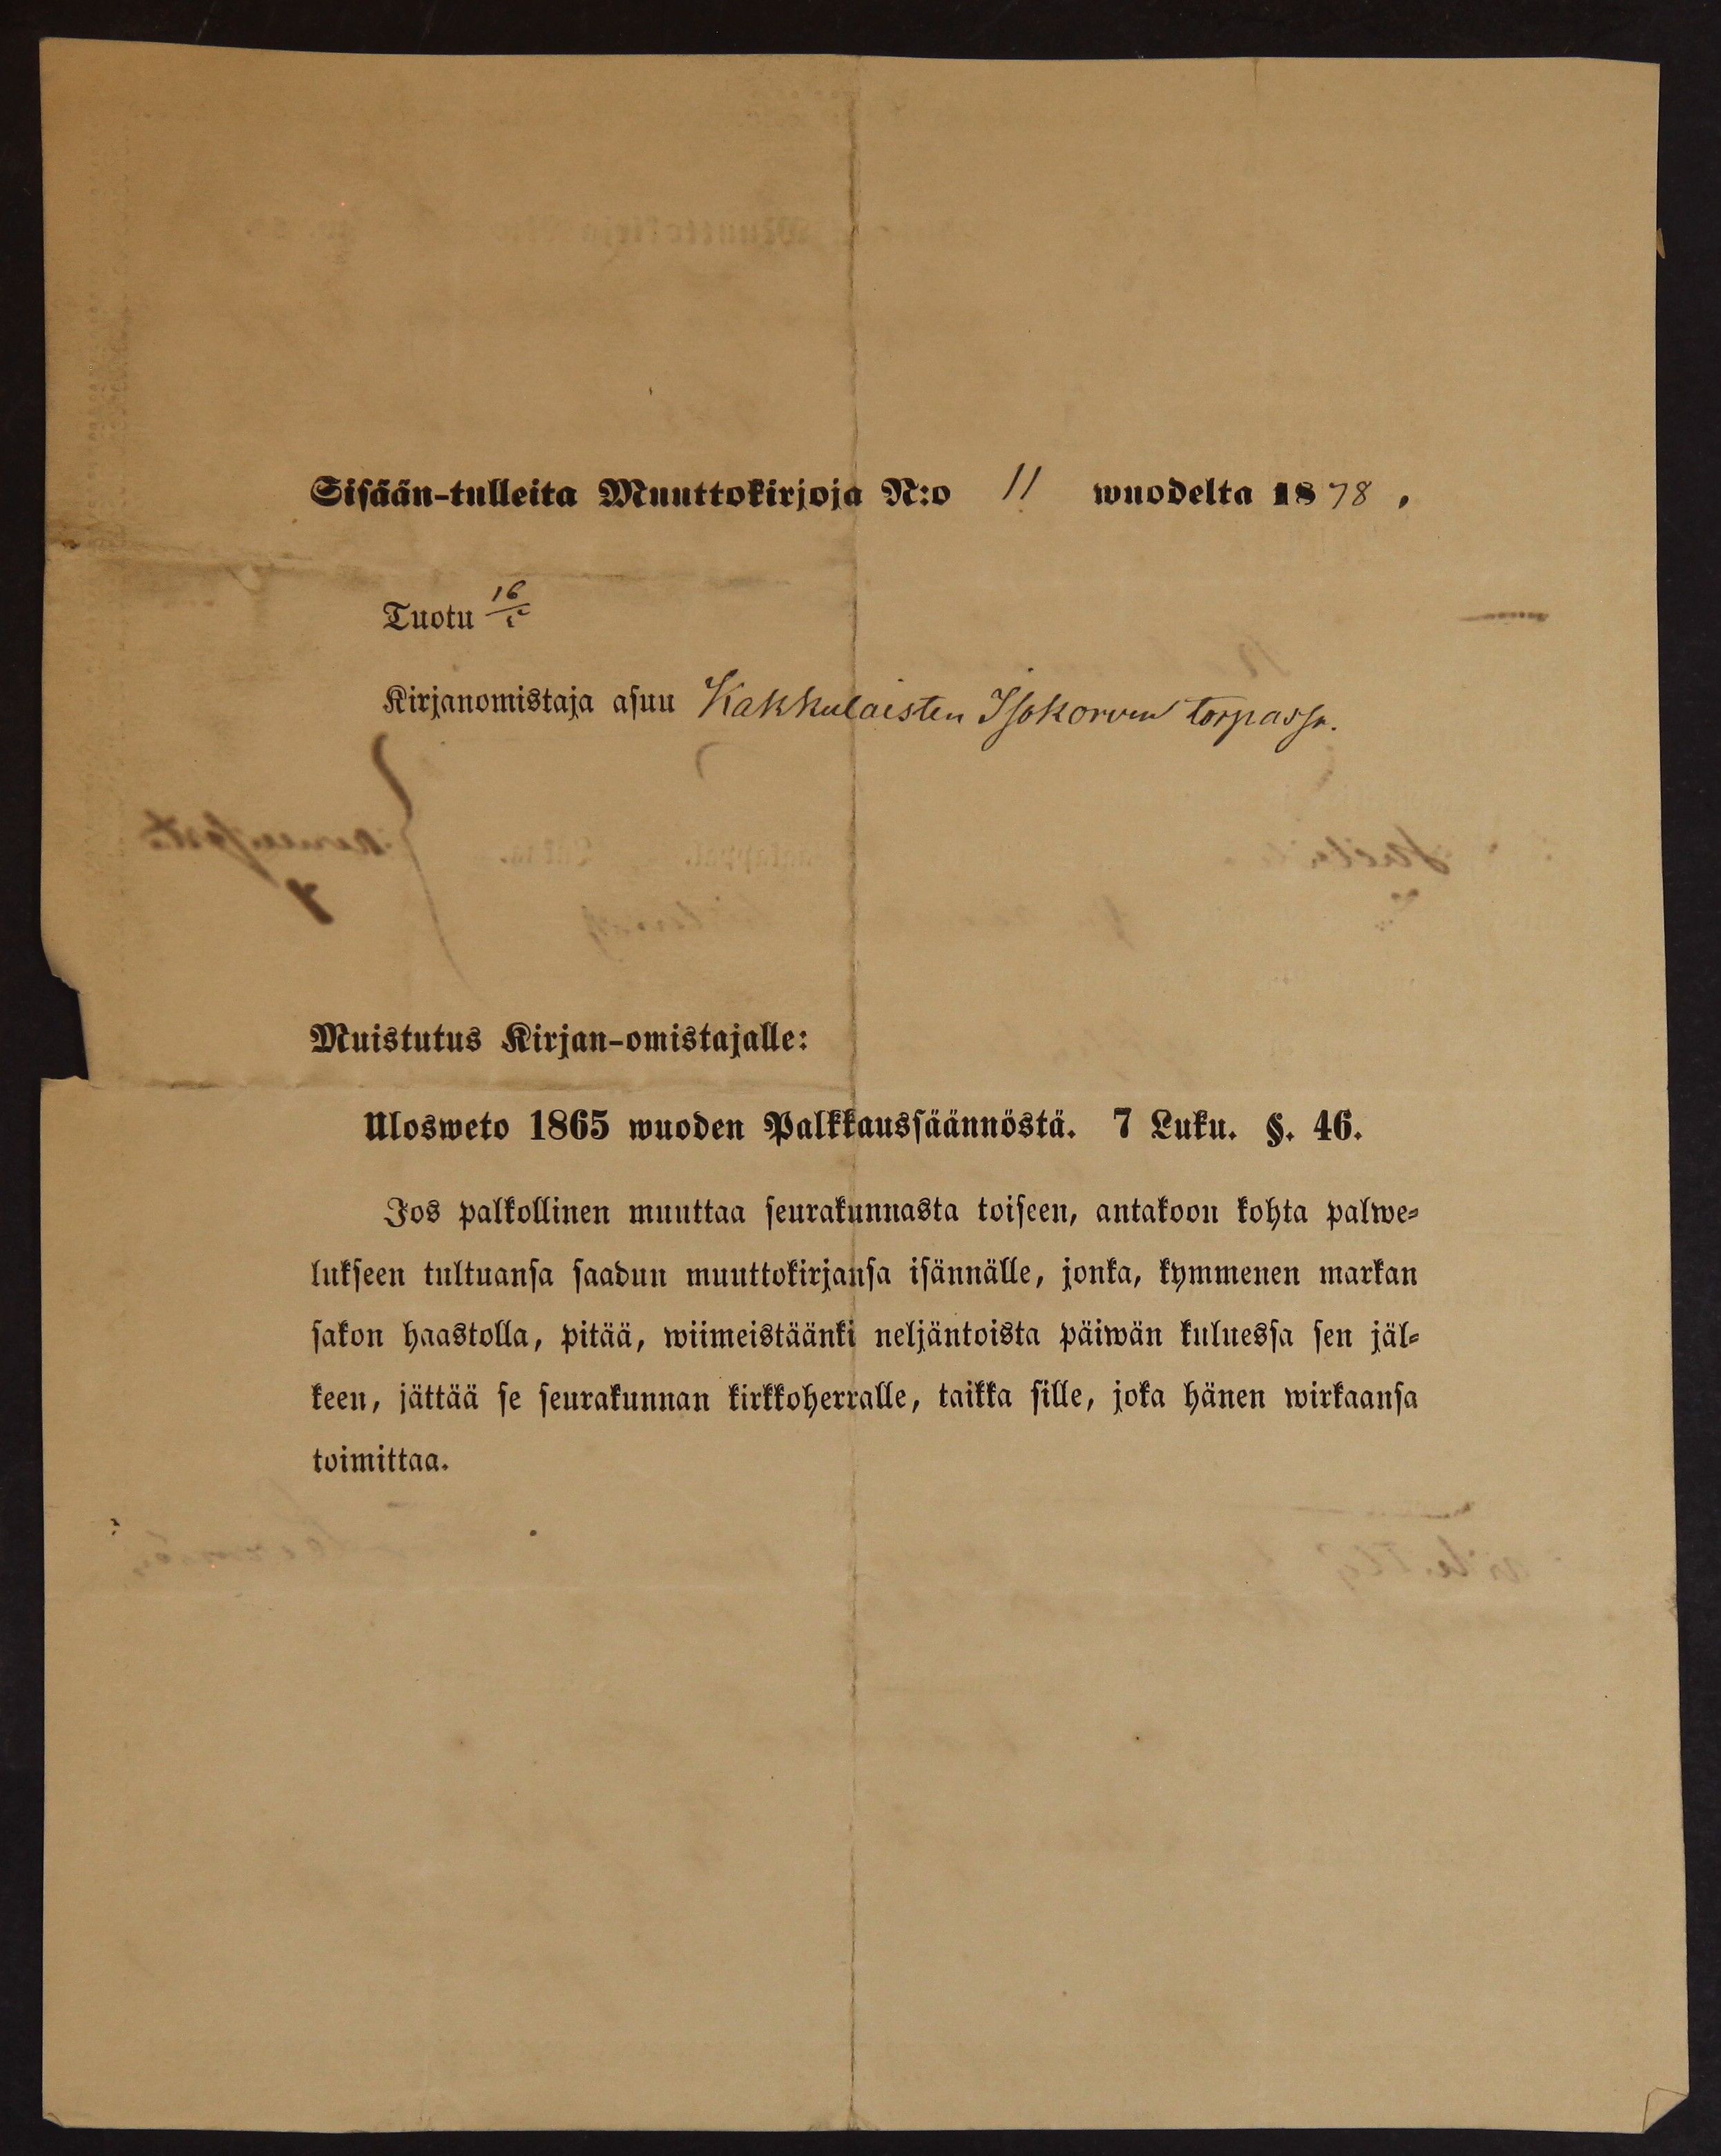 Sisään-tulleita Muuttokirjoja N:o 11 wuodelta 1878.
Tuotu 16/5
Kirjanomistaja asuu Kakkulaisten Isokorven torpassa.
Muistutus Kirjan-omistajalle:
Ulosweto 1865 wuoden Palkkaussäännöstä. 7 Luku. §. 46.
Jos palkollinen muuttaa seurakunnasta toiseen, antakoon kohta palwe-
lukseen tultuansa saadun muuttokirjansa isännälle, jonka, kymmenen markan
sakon haastolla, pitää, wiimeistäänki neljäntoista päiwän kuluessa sen jäl-
keen, jättää se seurakunnan kirkkoherralle, taikka sille, joka hänen wirkaansa
toimittaa.